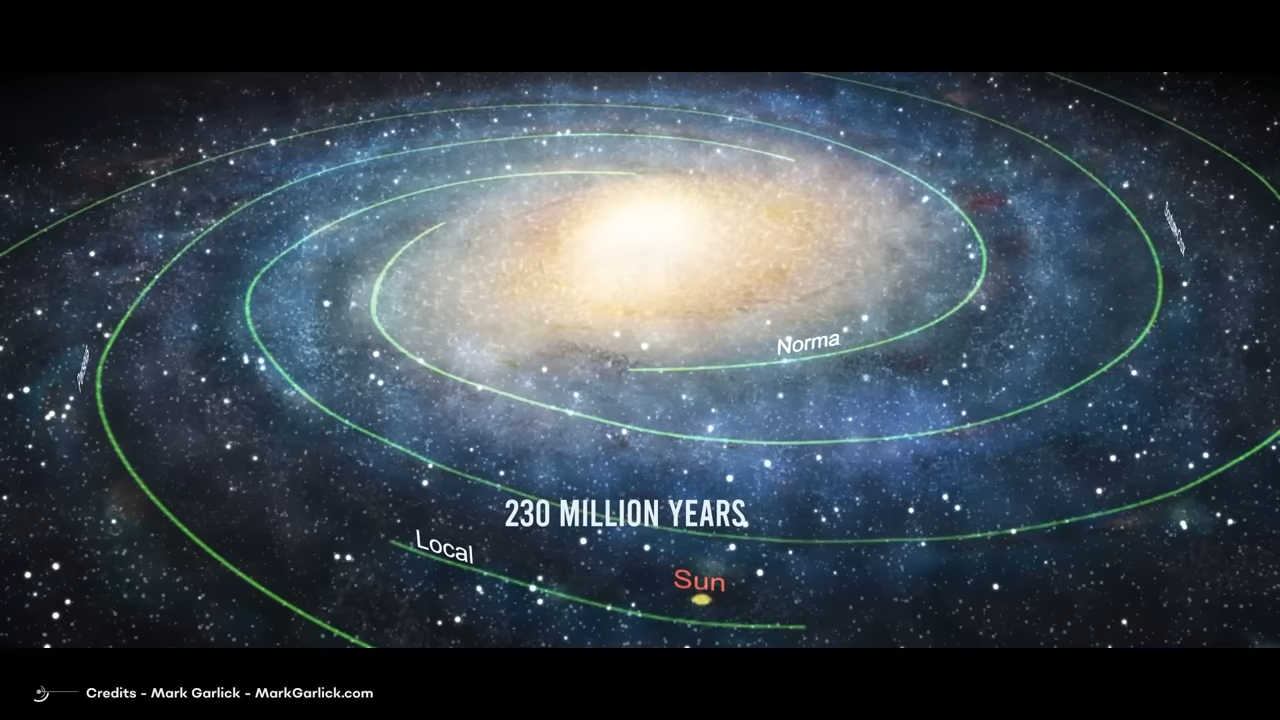 Norma
230 MILLION YEARS
Local
Sun
Credits - Mark Garlick - MarkGarlick.com